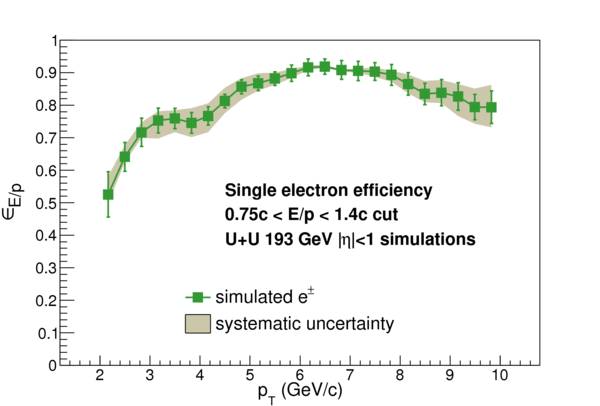 1
0.9
0.8
0.7
0.6
0.5
0.4
0.3
0.2
0.1
0
∈E/p
Single electron efficiency
0.75c < E/p < 1.4c cut
U+U 193 GeV |η|<1 simulations
simulated e±
systematic uncertainty
2 3 4 5 6 7 8 9 10
pT (GeV/c)